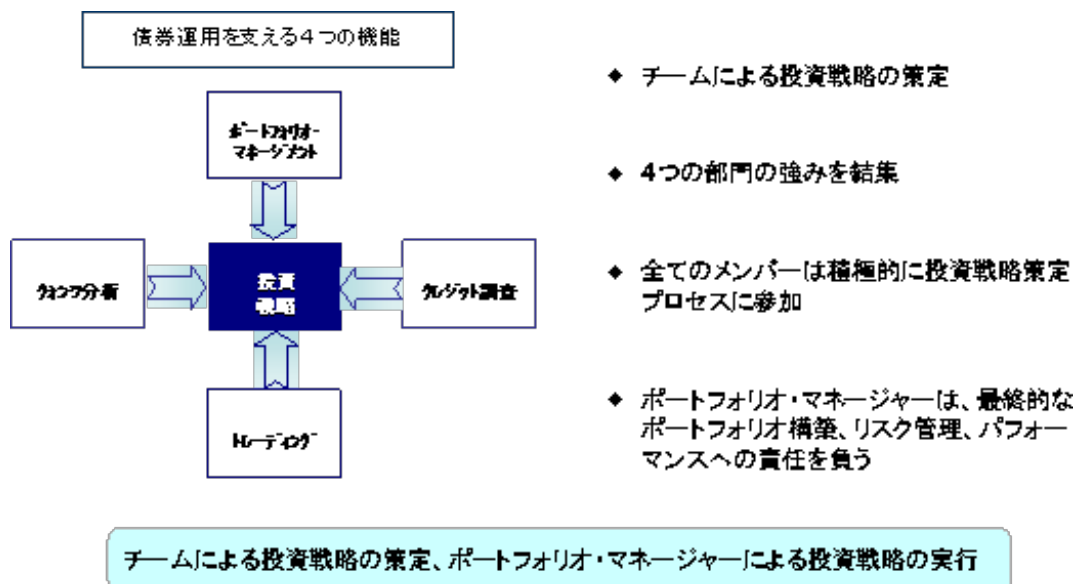 債券運用を支える4つの機能
ポートフォリオ・
マネージメント
クオンツ分析
投資
戦略
クレジット調査
トレーディング
◆ チームによる投資戦略の策定
◆ 4つの部門の強みを結集
◆ 全てのメンバーは積極的に投資戦略策定
プロセスに参加
◆ ポートフォリオ・マネージャーは、最終的な
ポートフォリオ構築、リスク管理、パフォー
マンスへの責任を負う
チームによる投資戦略の策定、ポートフォリオ・マネージャーによる投資戦略の実行